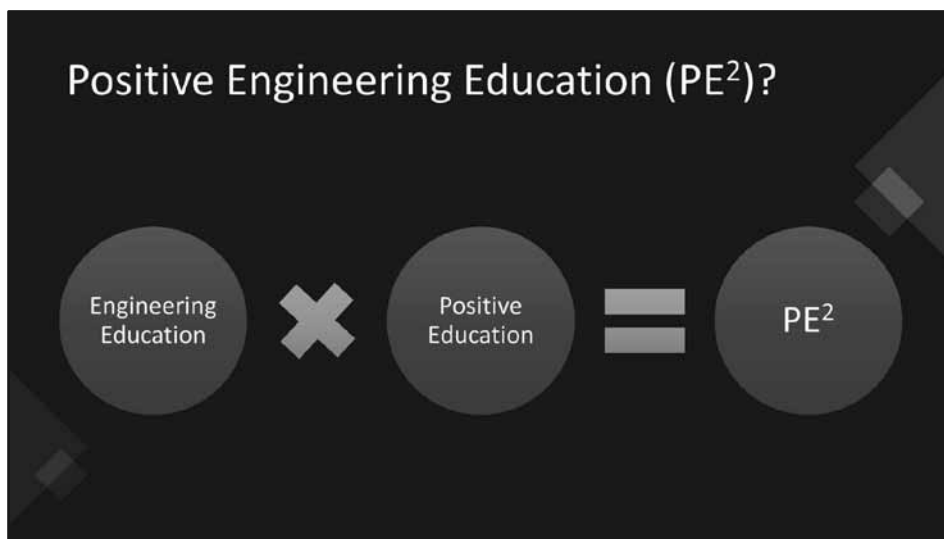 Positive Engineering Education (PE²)?
Engineering
Education
Positive
Education
PE²